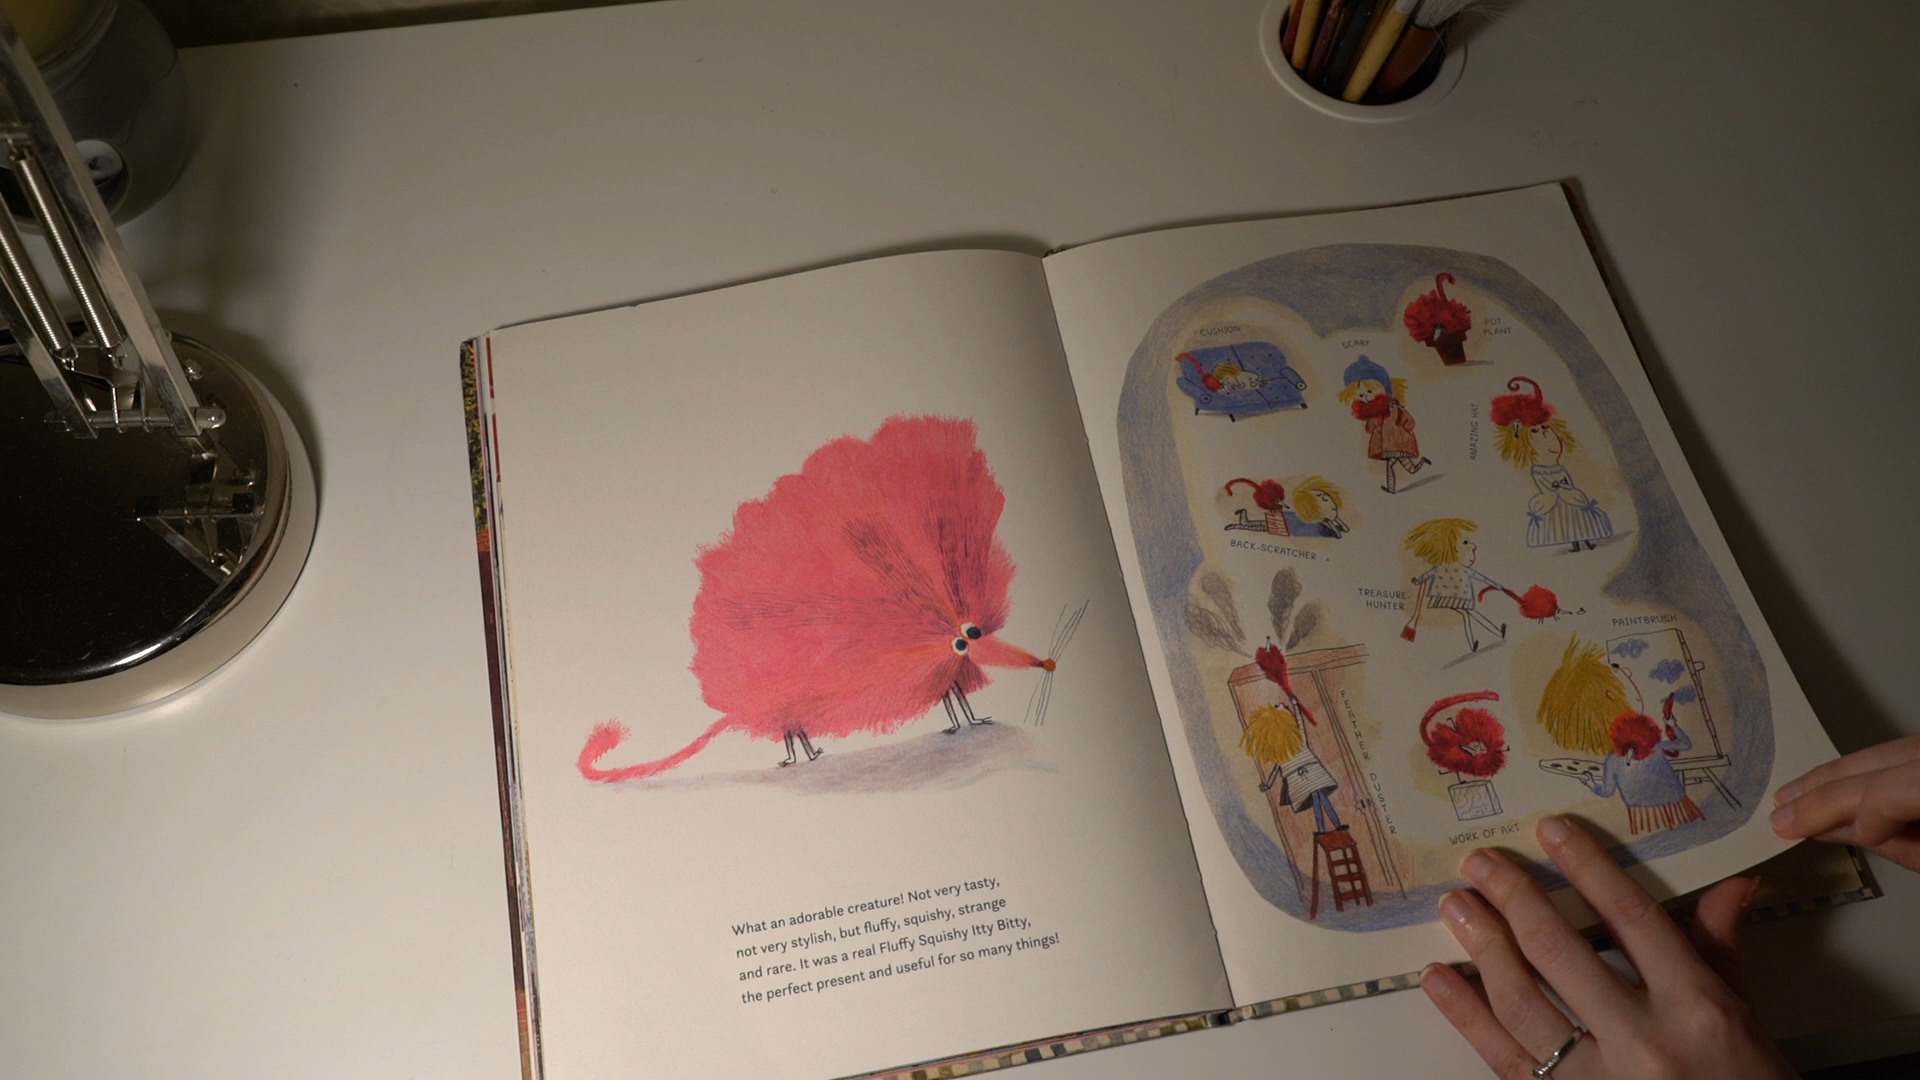 What an adorable creature! Not very tasty,
not very stylish, but fluffy, squishy, strange
and rare. It was a real Fluffy Squishy Itty Bitty,
the perfect present and useful for so many things!
CUSHION
SCARF
POT
PLANT
AMAZING HAT
BACK-SCRATCHER
TREASURE-
HUNTER
PAINTBRUSH
FEATHER DUSTER
WORK OF ART